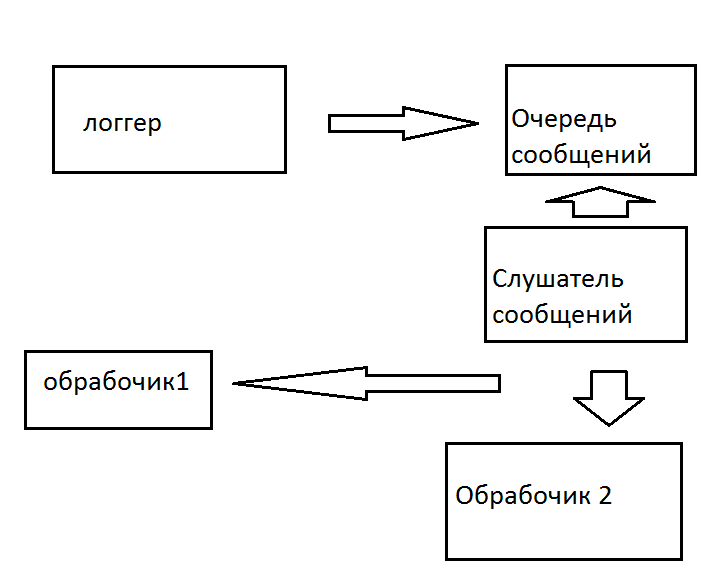 логгер
Очередь
сообщений
Слушатель
сообщений
обрабочик1
Обрабочик 2